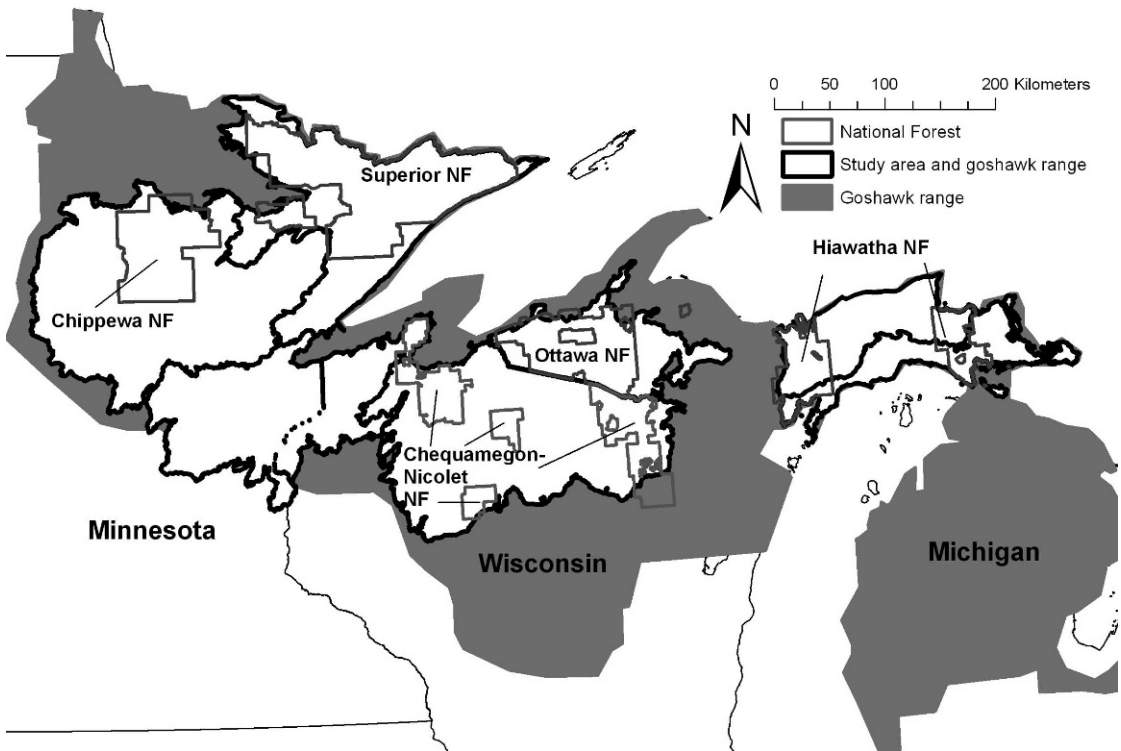 0 25 50 100 200 Kilometers
N
National Forest
Study area and goshawk range
Goshawk range
Superior NF
Hiawatha NF
Chippewa NF
Ottawa NF
Chequamegon-
Nicolet
NF
Minnesota
Wisconsin
Michigan